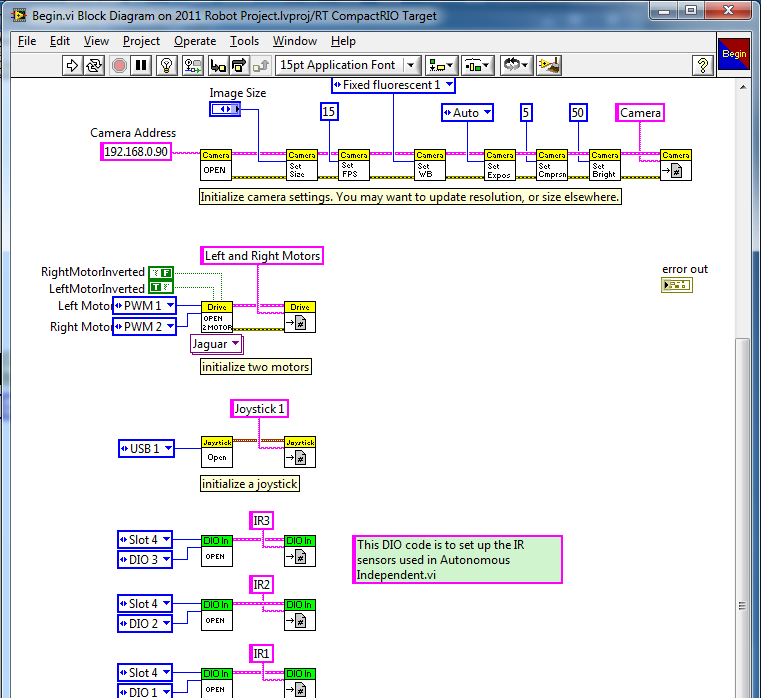 Begin.vi Block Diagram on 2011 Robot Project.lvproj/RT CompactRIO Target
File Edit View Project Operate Tools Window Help
15pt Application Font
Begin
Fixed fluorescent 1
Image Size
15
Auto
5
50
Camera
Camera Address
192.168.0.90
Camera Camera Camera Camera Camera Camera Camera Camera
OPEN
Set Size
Set FPS
Set WB
Set Expos
Set Cmprsn
Set Bright
Initialize camera settings. You may want to update resolution, or size elsewhere.
Left and Right Motors
error out
RightMotorInverted F
LeftMotorInverted T
Left Motor PWM 1
Right Motor PWM 2
Drive Drive
OPEN
2 MOTOR
Jaguar
initialize two motors
Joystick 1
USB 1
Joystick Joystick
Open
initialize a joystick
IR3
Slot 4
DIO 3
DIO In DIO In
OPEN
This DIO code is to set up the IR
sensors used in Autonomous
Independent.vi
IR2
Slot 4
DIO 2
DIO In DIO In
OPEN
IR1
Slot 4
DIO 1
DIO In DIO In
OPEN